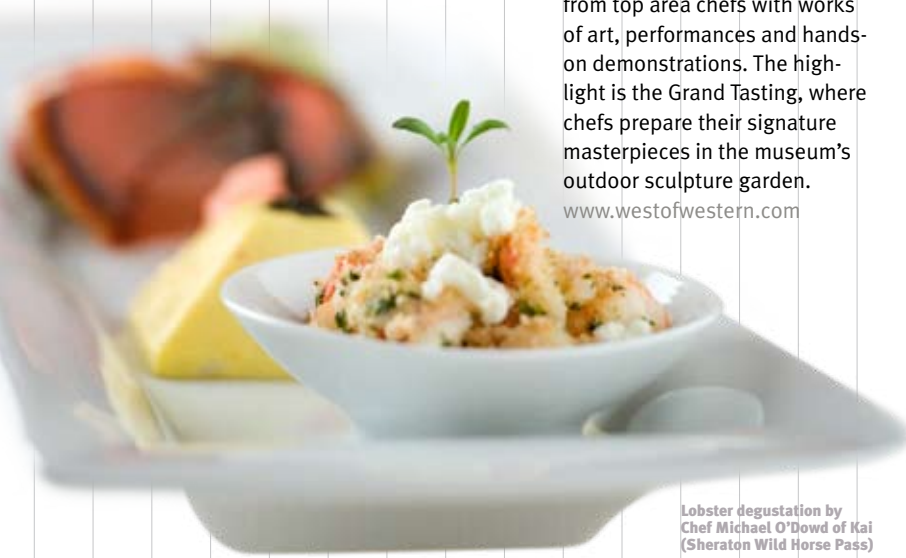 from top area chefs with works
of art, performances and hands-
on demonstrations. The high-
light is the Grand Tasting, where
chefs prepare their signature
masterpieces in the museum’s
outdoor sculpture garden.
www.westofwestern.com
Lobster degustation by
Chef Michael O’Dowd of Kai
(Sheraton Wild Horse Pass)